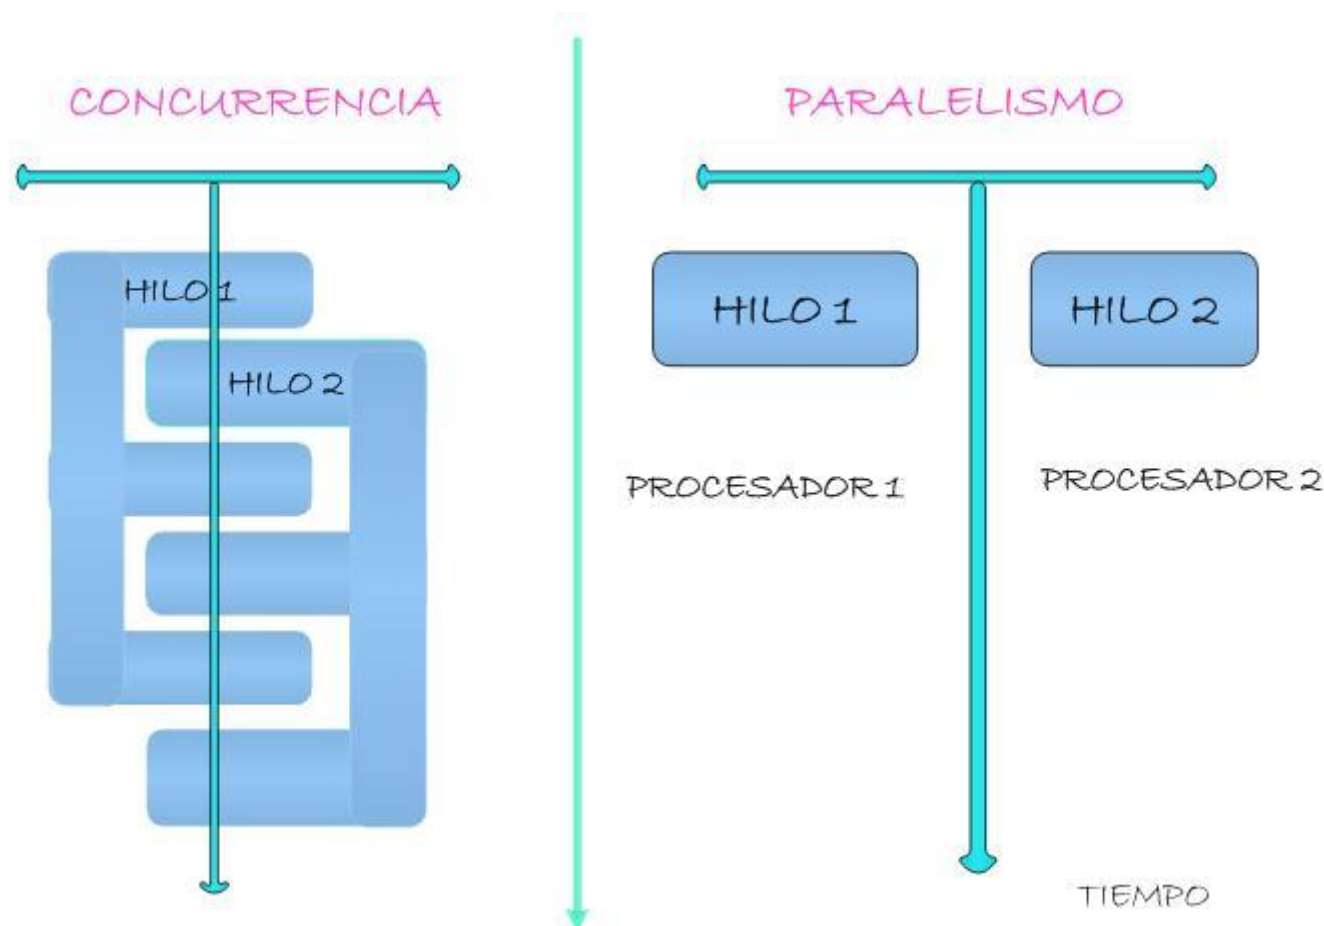 CONCURRENCIA
HILO 1
HILO 2
PARALELISMO
HILO 1
HILO 2
PROCESADOR 1
PROCESADOR 2
TIEMPO